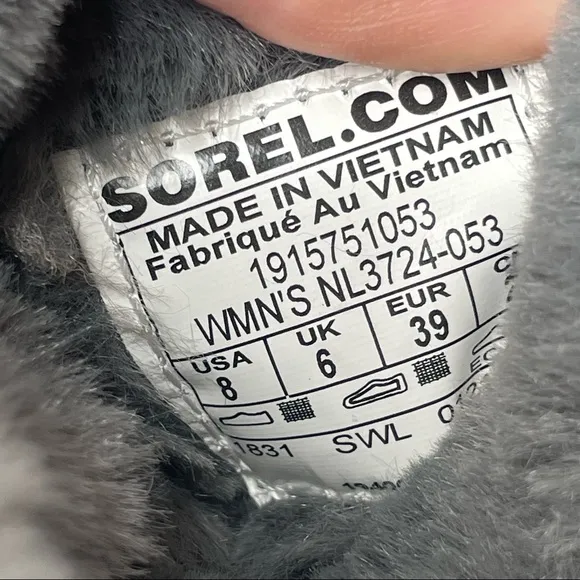 SOREL.COM
MADE IN VIETNAM
Fabriqué Au Vietnam
1915751053
WMN'S NL3724-053
USA UK EUR
8 6 39
1831 SWL